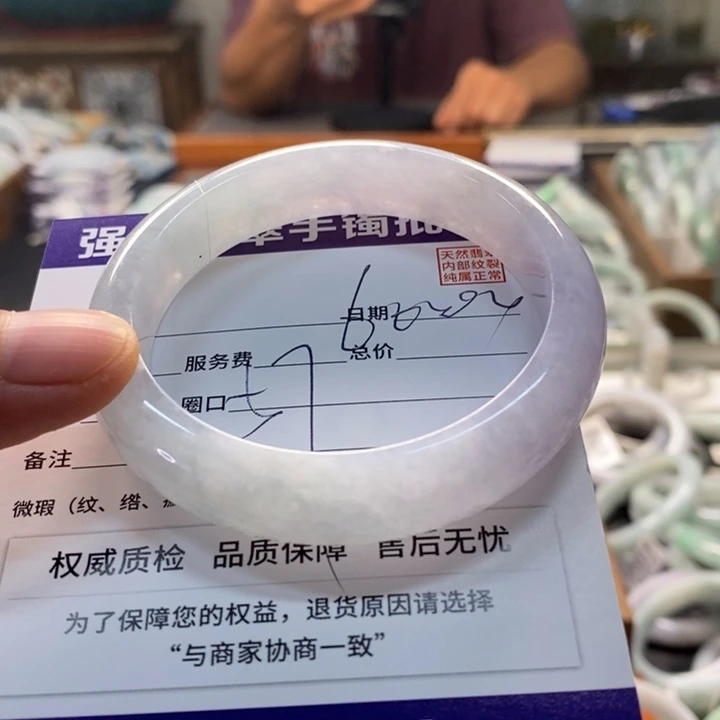 强
翠手镯批
天然翡翠
内部纹裂
纯属正常
日期
服务费 总价
圈口 57
备注
微瑕（纹、绺、
权威质检 品质保障 售后无忧
为了保障您的权益，退货原因请选择
“与商家协商一致”